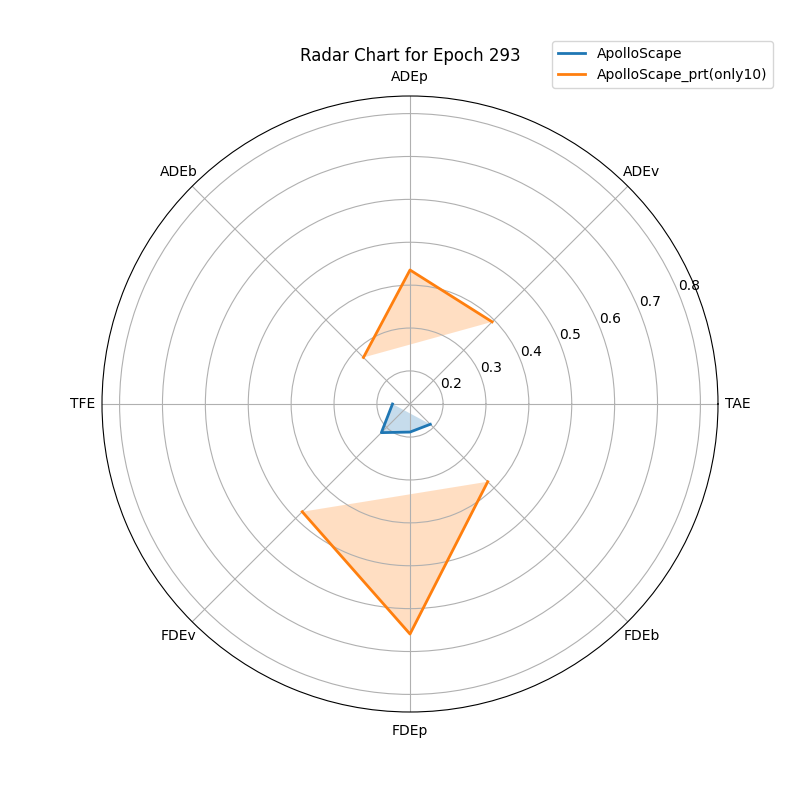 Radar Chart for Epoch 293
ApolloScape
ApolloScape_prt(only10)
ADEp
ADEb
ADEv
0.8
0.7
0.6
0.5
0.4
0.3
0.2
TFE
TAE
FDEv
FDEb
FDEp